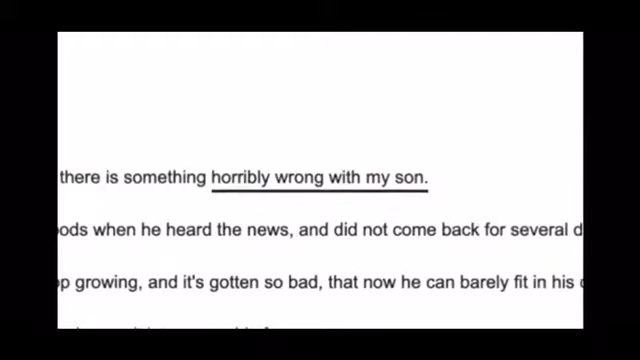 there is something horribly wrong with my son.
when he heard the news, and did not come back for several
growing, and it's gotten so bad, that now he can barely fit in his